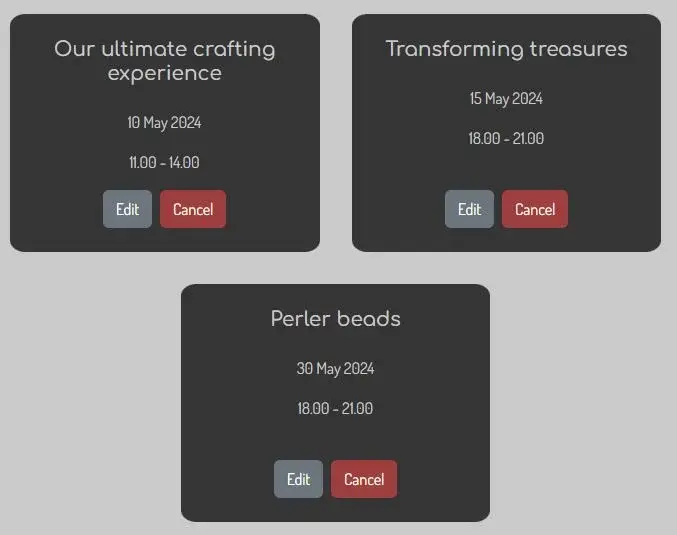 Our ultimate crafting
experience
10 May 2024
11.00 - 14.00
Edit
Cancel
Transforming treasures
15 May 2024
18.00 - 21.00
Edit
Cancel
Perler beads
30 May 2024
18.00 - 21.00
Edit
Cancel